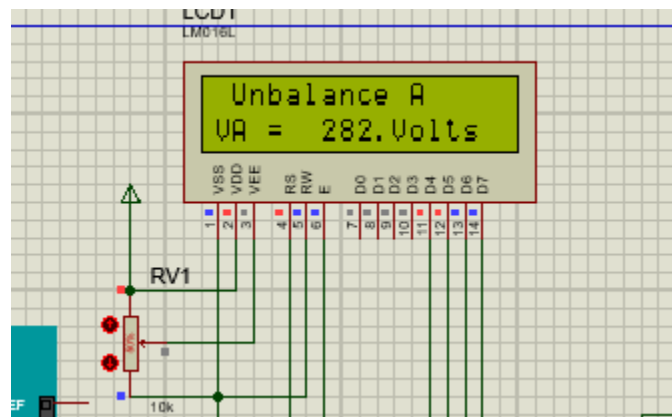 LCD1
LM016L
Unbalance A
VA =  282.Volts
VSS
VDD
VEE
RS
RW
E
D0
D1
D2
D3
D4
D5
D6
D7
1
2
3
4
5
6
7
8
9
10
11
12
13
14
RV1
10k
EF